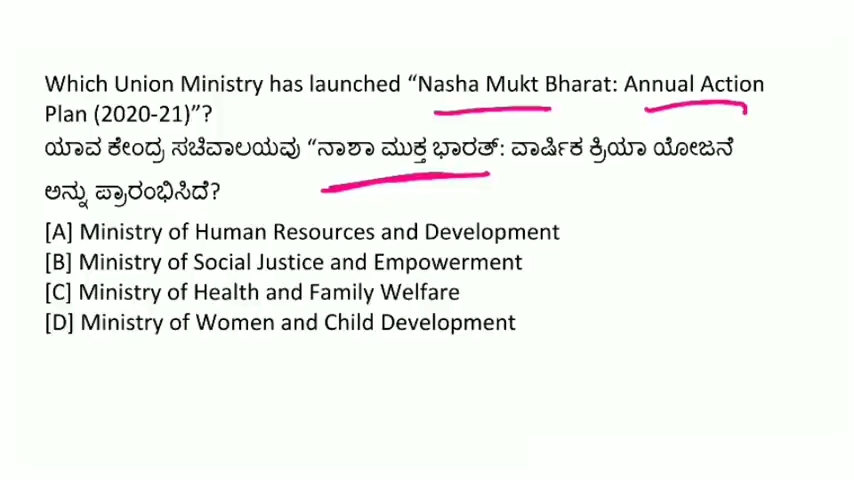 Which Union Ministry has launched “Nasha Mukt Bharat: Annual Action
Plan (2020-21)”?
ಯಾವ ಕೇಂದ್ರ ಸಚಿವಾಲಯವು “ನಾಶಾ ಮುಕ್ತ ಭಾರತ್: ವಾರ್ಷಿಕ ಕ್ರಿಯಾ ಯೋಜನೆ
ಅನ್ನು ಪ್ರಾರಂಭಿಸಿದೆ?
[A] Ministry of Human Resources and Development
[B] Ministry of Social Justice and Empowerment
[C] Ministry of Health and Family Welfare
[D] Ministry of Women and Child Development